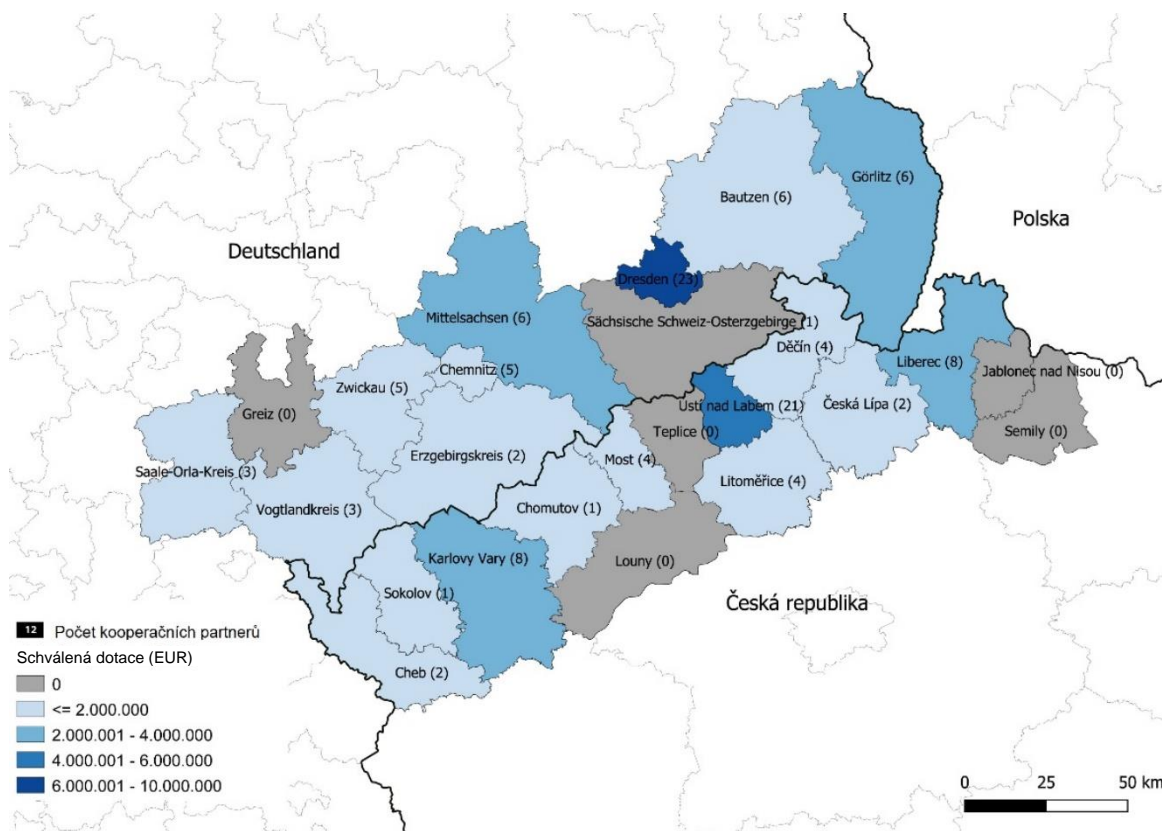 Görlitz (6)
Bautzen (6)
Polska
Deutschland
Dresden (23)
Mittelsachsen (6)
Sächsische Schweiz-Osterzgebirge (1)
Děčín (4)
Liberec (8)
Chemnitz (5)
Jablonec nad Nisou (0)
Zwickau (5)
Ústí nad Labem (21)
Česká Lípa (2)
Greiz (0)
Teplice (0)
Semily (0)
Erzgebirgskreis (2)
Most (4)
Saale-Orla-Kreis (3)
Litoměřice (4)
Vogtlandkreis (3)
Chomutov (1)
Karlovy Vary (8)
Louny (0)
Sokolov (1)
Česká republika
Cheb (2)
12 Počet kooperačních partnerů
Schválená dotace (EUR)
0
<= 2.000.000
2.000.001 - 4.000.000
4.000.001 - 6.000.000
6.000.001 - 10.000.000
0 25 50 km